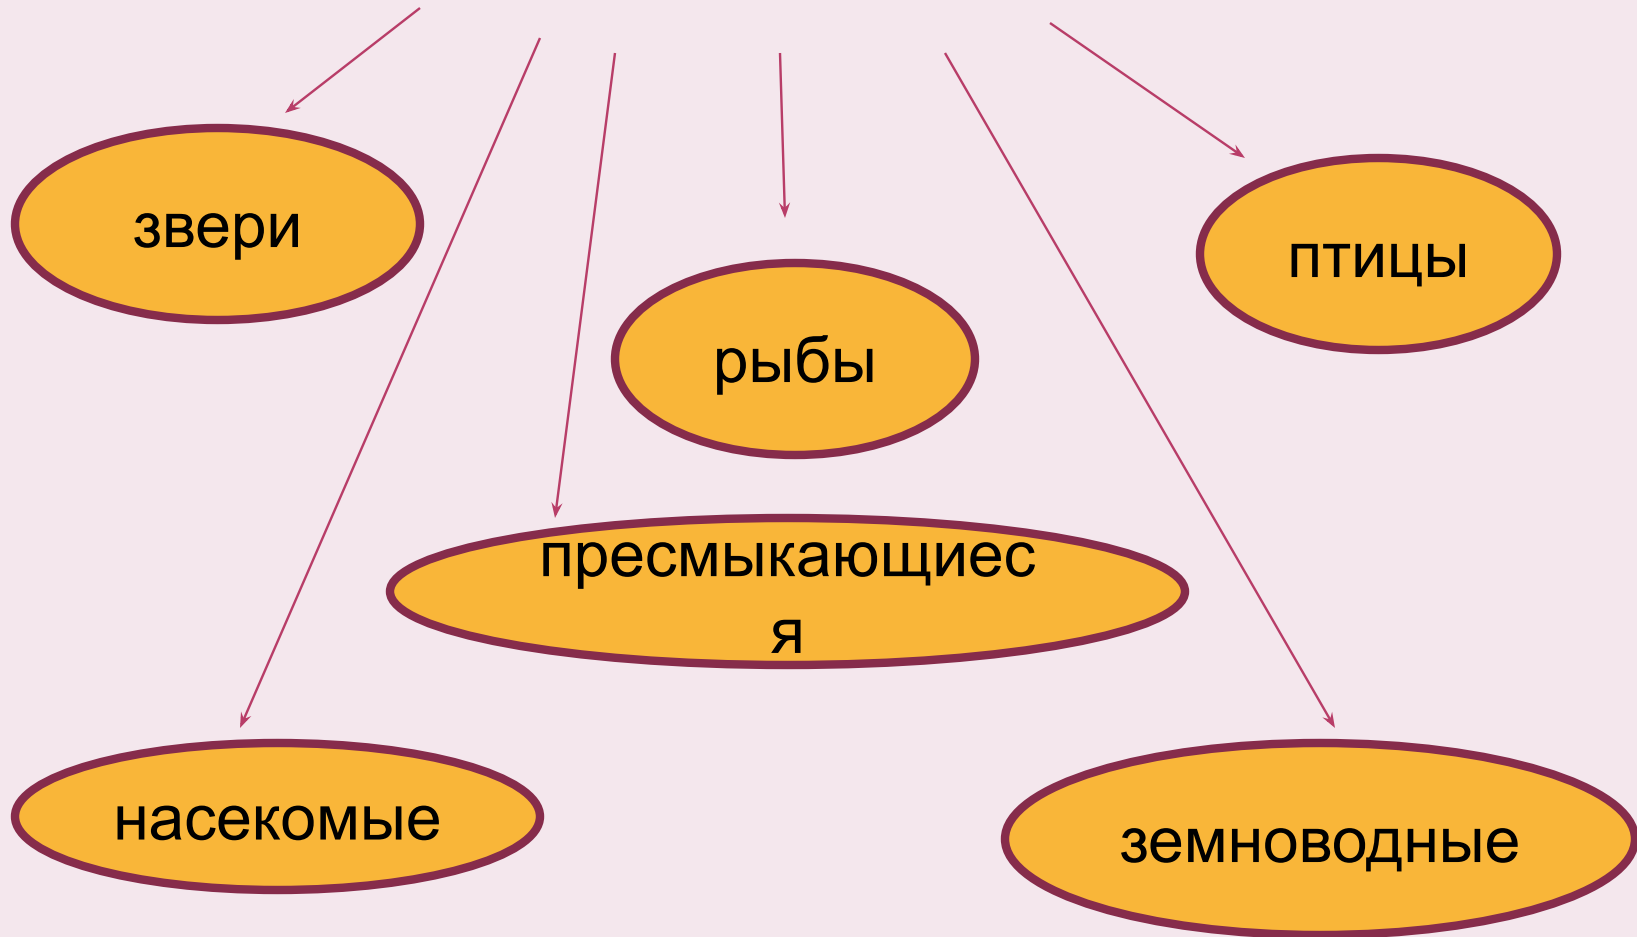 звери
птицы
рыбы
пресмыкающиес
я
насекомые
земноводные